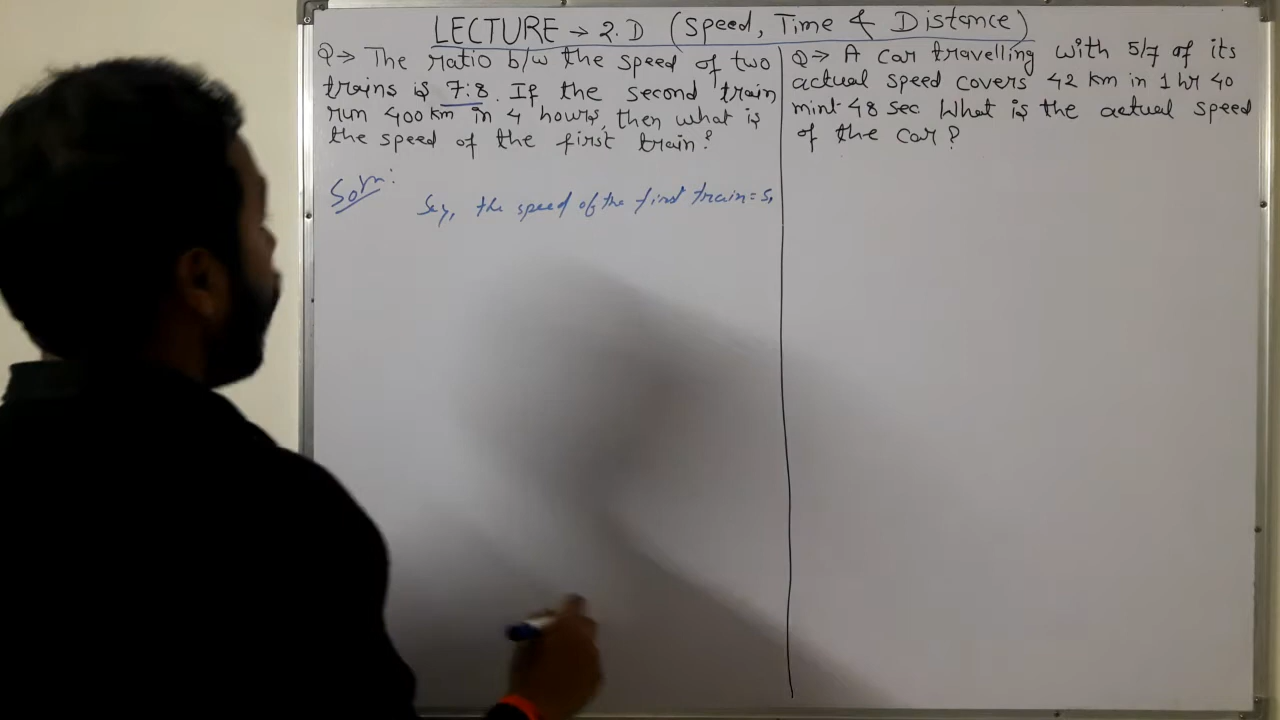 LECTURE → 2.D (Speed, Time & Distance)
Q→ The ratio b/w the speed of two
trains is 7:8. If the second train
run 400 km in 4 hours, then what is
the speed of the first train?
Soln:
Say, the speed of the first train = S1
Q→ A car travelling with 5/7 of its
actual speed covers 42 km in 1 hr 40
mint 48 sec What is the actual speed
of the car?